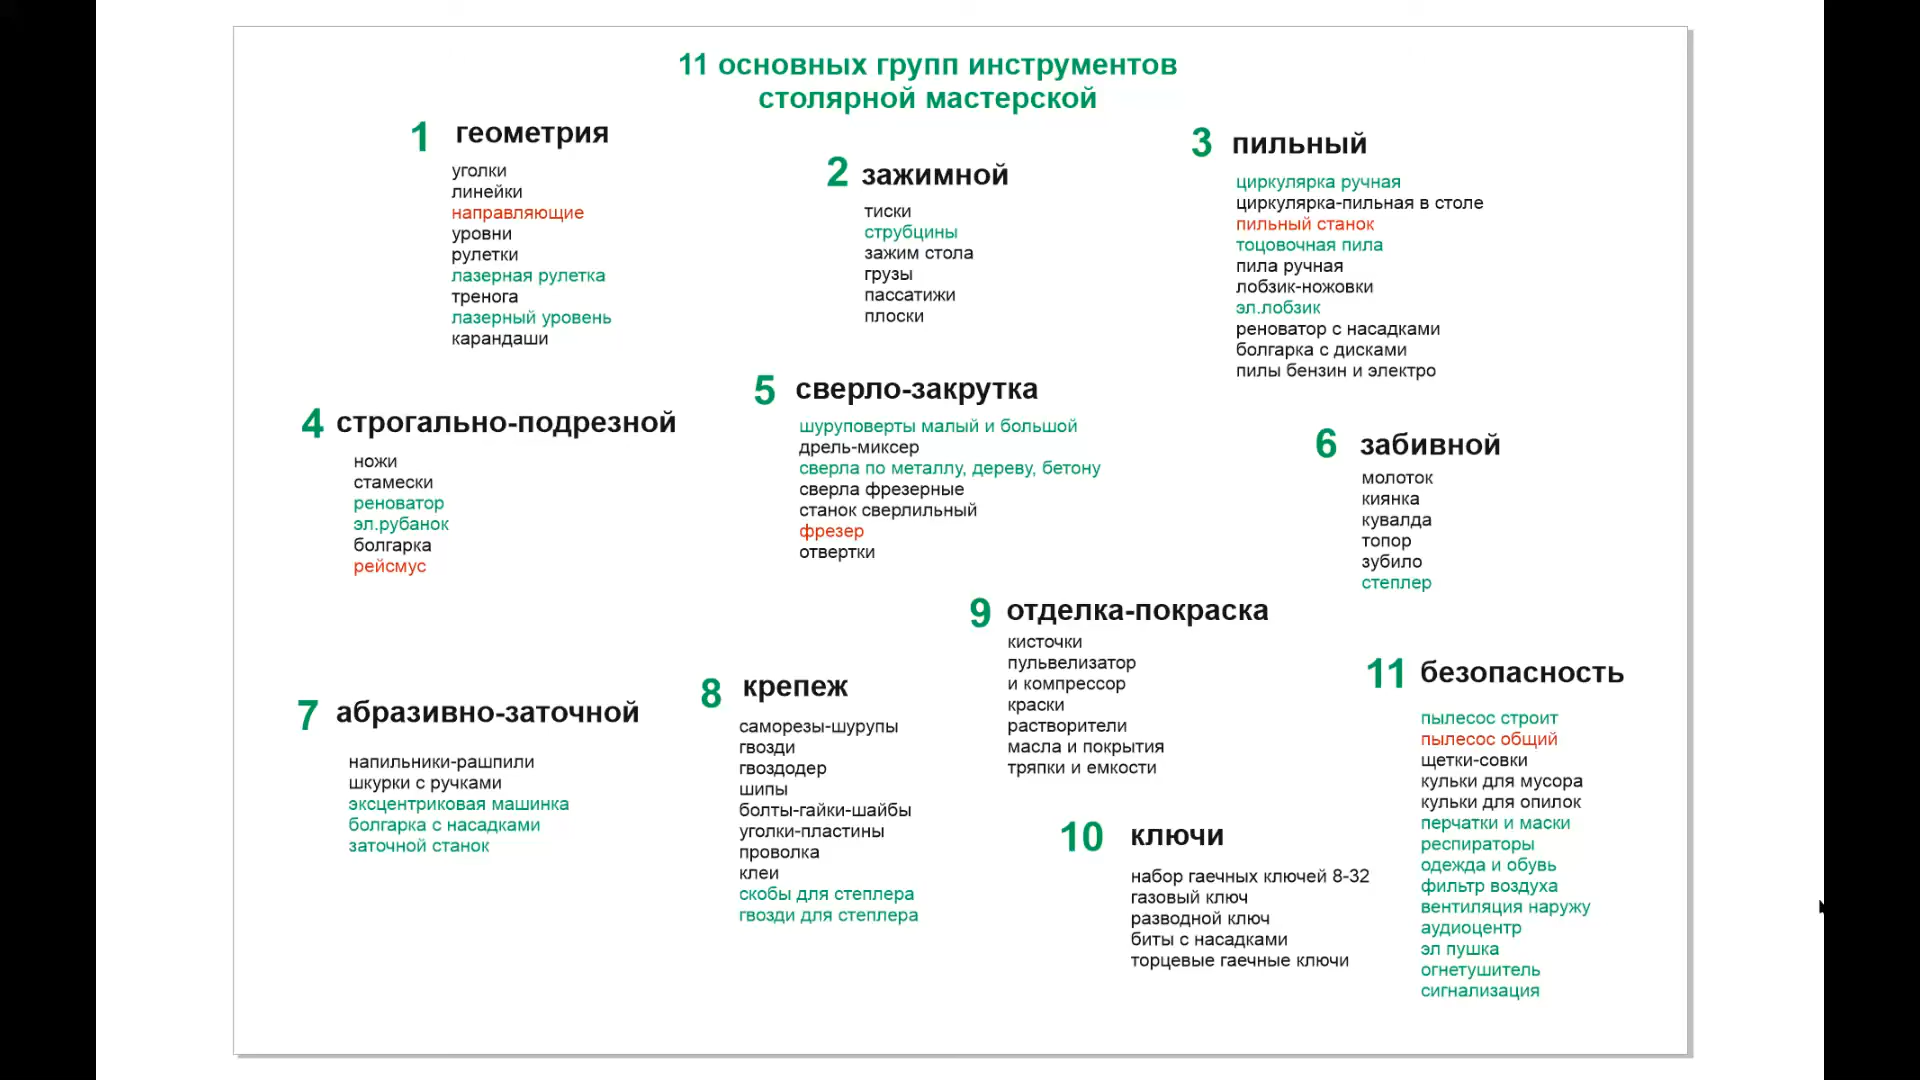 11 основных групп инструментов
столярной мастерской
1 геометрия
уголки
линейки
направляющие
уровни
рулетки
лазерная рулетка
тренога
лазерный уровень
карандаши
2 зажимной
тиски
струбцины
зажим стола
грузы
пассатижи
плоски
3 пильный
циркулярка ручная
циркулярка-пильная в столе
пильный станок
тоцовочная пила
пила ручная
лобзик-ножовки
эл.лобзик
реноватор с насадками
болгарка с дисками
пилы бензин и электро
4 строгально-подрезной
ножи
стамески
реноватор
эл.рубанок
болгарка
рейсмус
5 сверло-закрутка
шуруповерты малый и большой
дрель-миксер
сверла по металлу, дереву, бетону
сверла фрезерные
станок сверлильный
фрезер
отвертки
6 забивной
молоток
киянка
кувалда
топор
зубило
степлер
7 абразивно-заточной
напильники-рашпили
шкурки с ручками
эксцентриковая машинка
болгарка с насадками
заточной станок
8 крепеж
саморезы-шурупы
гвозди
гвоздодер
шипы
болты-гайки-шайбы
уголки-пластины
проволка
клеи
скобы для степлера
гвозди для степлера
9 отделка-покраска
кисточки
пульвелизатор
и компрессор
краски
растворители
масла и покрытия
тряпки и емкости
10 ключи
набор гаечных ключей 8-32
газовый ключ
разводной ключ
биты с насадками
торцевые гаечные ключи
11 безопасность
пылесос строит
пылесос общий
щетки-совки
кульки для мусора
кульки для опилок
перчатки и маски
респираторы
одежда и обувь
фильтр воздуха
вентиляция наружу
аудиоцентр
эл пушка
огнетушитель
сигнализация